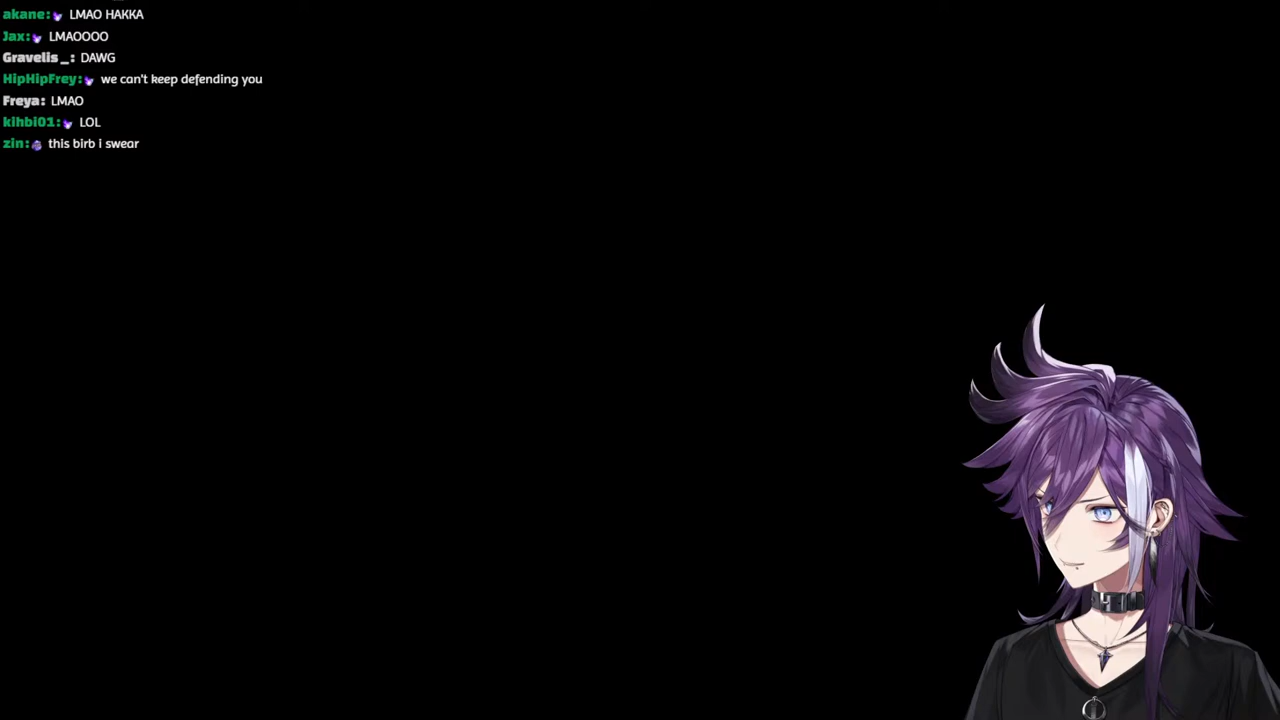 akane: LMAO HAKKA
Jax: LMAOOOO
Gravelis_: DAWG
HipHipFrey: we can't keep defending you
Freya: LMAO
kihbi01: LOL
zin: this birb i swear